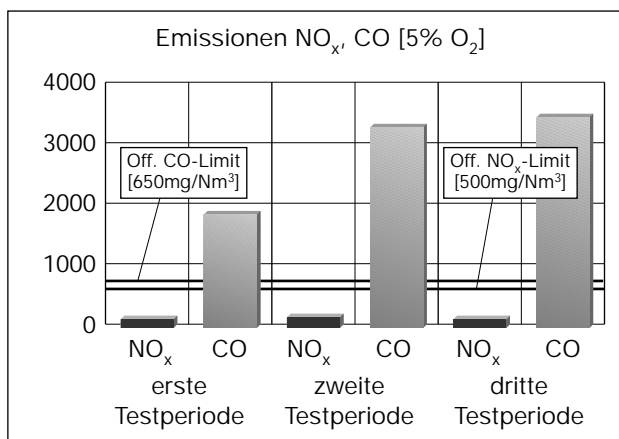 Emissionen NOₓ, CO [5% O₂]
4000
3000
2000
1000
0
Off. CO-Limit
[650mg/Nm³]
Off. NOₓ-Limit
[500mg/Nm³]
NOₓ CO NOₓ CO NOₓ CO
erste zweite dritte
Testperiode Testperiode Testperiode